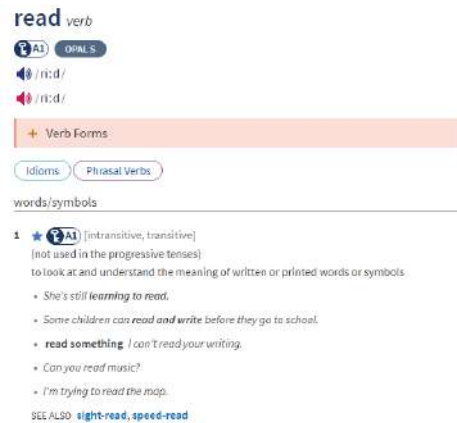 read verb
A1 OPALS
/riːd/
/riːd/
+ Verb Forms
Idioms Phrasal Verbs
words/symbols
1 ★ A1 [intransitive, transitive]
(not used in the progressive tenses)
to look at and understand the meaning of written or printed words or symbols
• She's still learning to read.
• Some children can read and write before they go to school.
• read something I can't read your writing.
• Can you read music?
• I'm trying to read the map.
SEE ALSO sight-read, speed-read